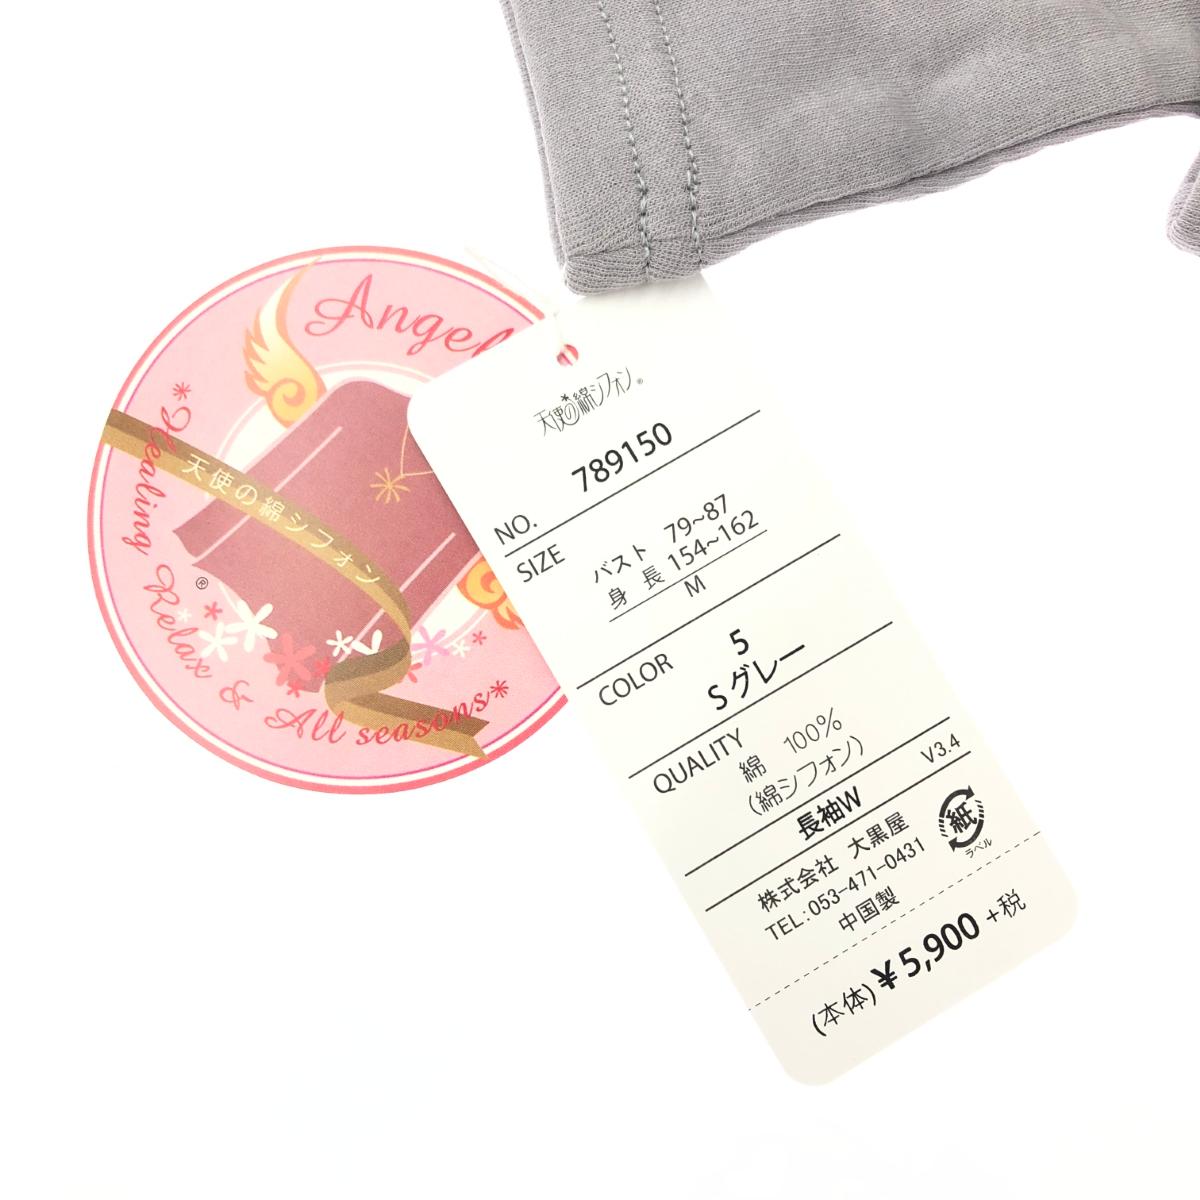 Angel
*Healing Relax & All seasons*
天使の綿シフォン
®
天使の綿シフォン®
NO. 789150
SIZE バスト 79~87
身長 154~162
M
COLOR 5
Sグレー
QUALITY 綿 100%
(綿シフォン)
V3.4
長袖W
株式会社 大黒屋
TEL:053-471-0431
中国製
紙
ラベル
(本体)¥5,900+税